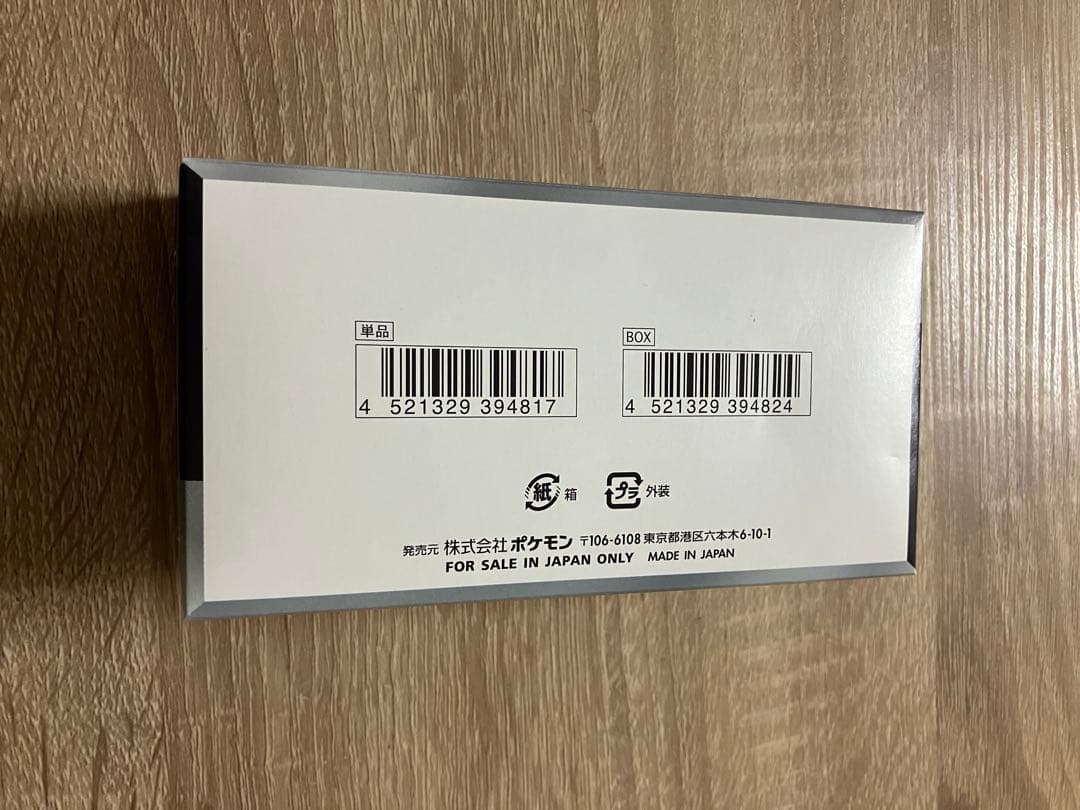 単品
4 521329 394817
BOX
4 521329 394824
紙 箱
プラ 外装
発売元 株式会社ポケモン 〒106-6108 東京都港区六本木6-10-1
FOR SALE IN JAPAN ONLY MADE IN JAPAN